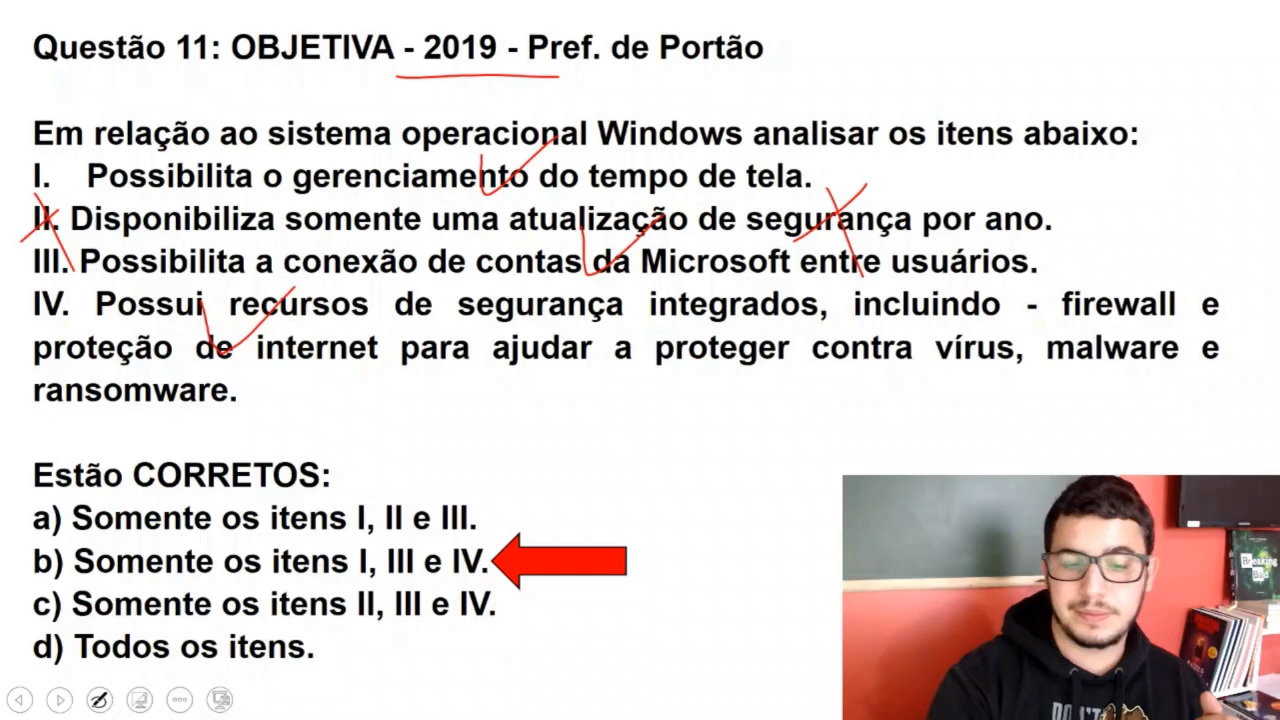 Questão 11: OBJETIVA - 2019 - Pref. de Portão
Em relação ao sistema operacional Windows analisar os itens abaixo:
I. Possibilita o gerenciamento do tempo de tela.
II. Disponibiliza somente uma atualização de segurança por ano.
III. Possibilita a conexão de contas da Microsoft entre usuários.
IV. Possui recursos de segurança integrados, incluindo - firewall e
proteção de internet para ajudar a proteger contra vírus, malware e
ransomware.
Estão CORRETOS:
a) Somente os itens I, II e III.
b) Somente os itens I, III e IV.
c) Somente os itens II, III e IV.
d) Todos os itens.
Breaking
Bad